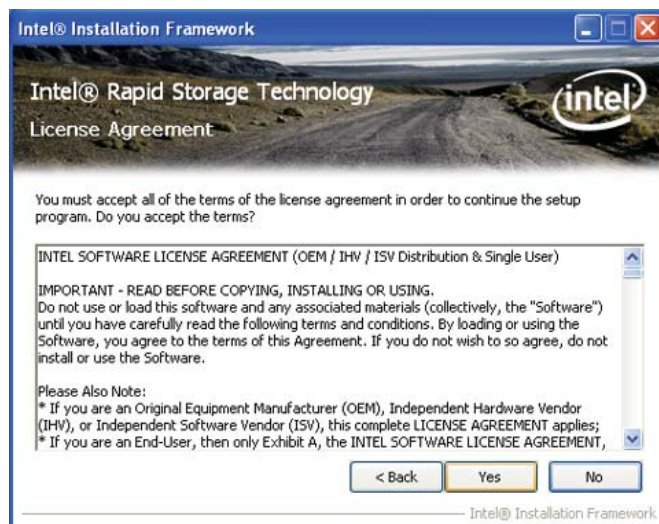 Intel® Installation Framework
Intel® Rapid Storage Technology
License Agreement
intel
You must accept all of the terms of the license agreement in order to continue the setup
program. Do you accept the terms?
INTEL SOFTWARE LICENSE AGREEMENT (OEM / IHV / ISV Distribution & Single User)
IMPORTANT - READ BEFORE COPYING, INSTALLING OR USING.
Do not use or load this software and any associated materials (collectively, the "Software")
until you have carefully read the following terms and conditions. By loading or using the
Software, you agree to the terms of this Agreement. If you do not wish to so agree, do not
install or use the Software.
Please Also Note:
* If you are an Original Equipment Manufacturer (OEM), Independent Hardware Vendor
(IHV), or Independent Software Vendor (ISV), this complete LICENSE AGREEMENT applies;
* If you are an End-User, then only Exhibit A, the INTEL SOFTWARE LICENSE AGREEMENT,
< Back Yes No
Intel® Installation Framework